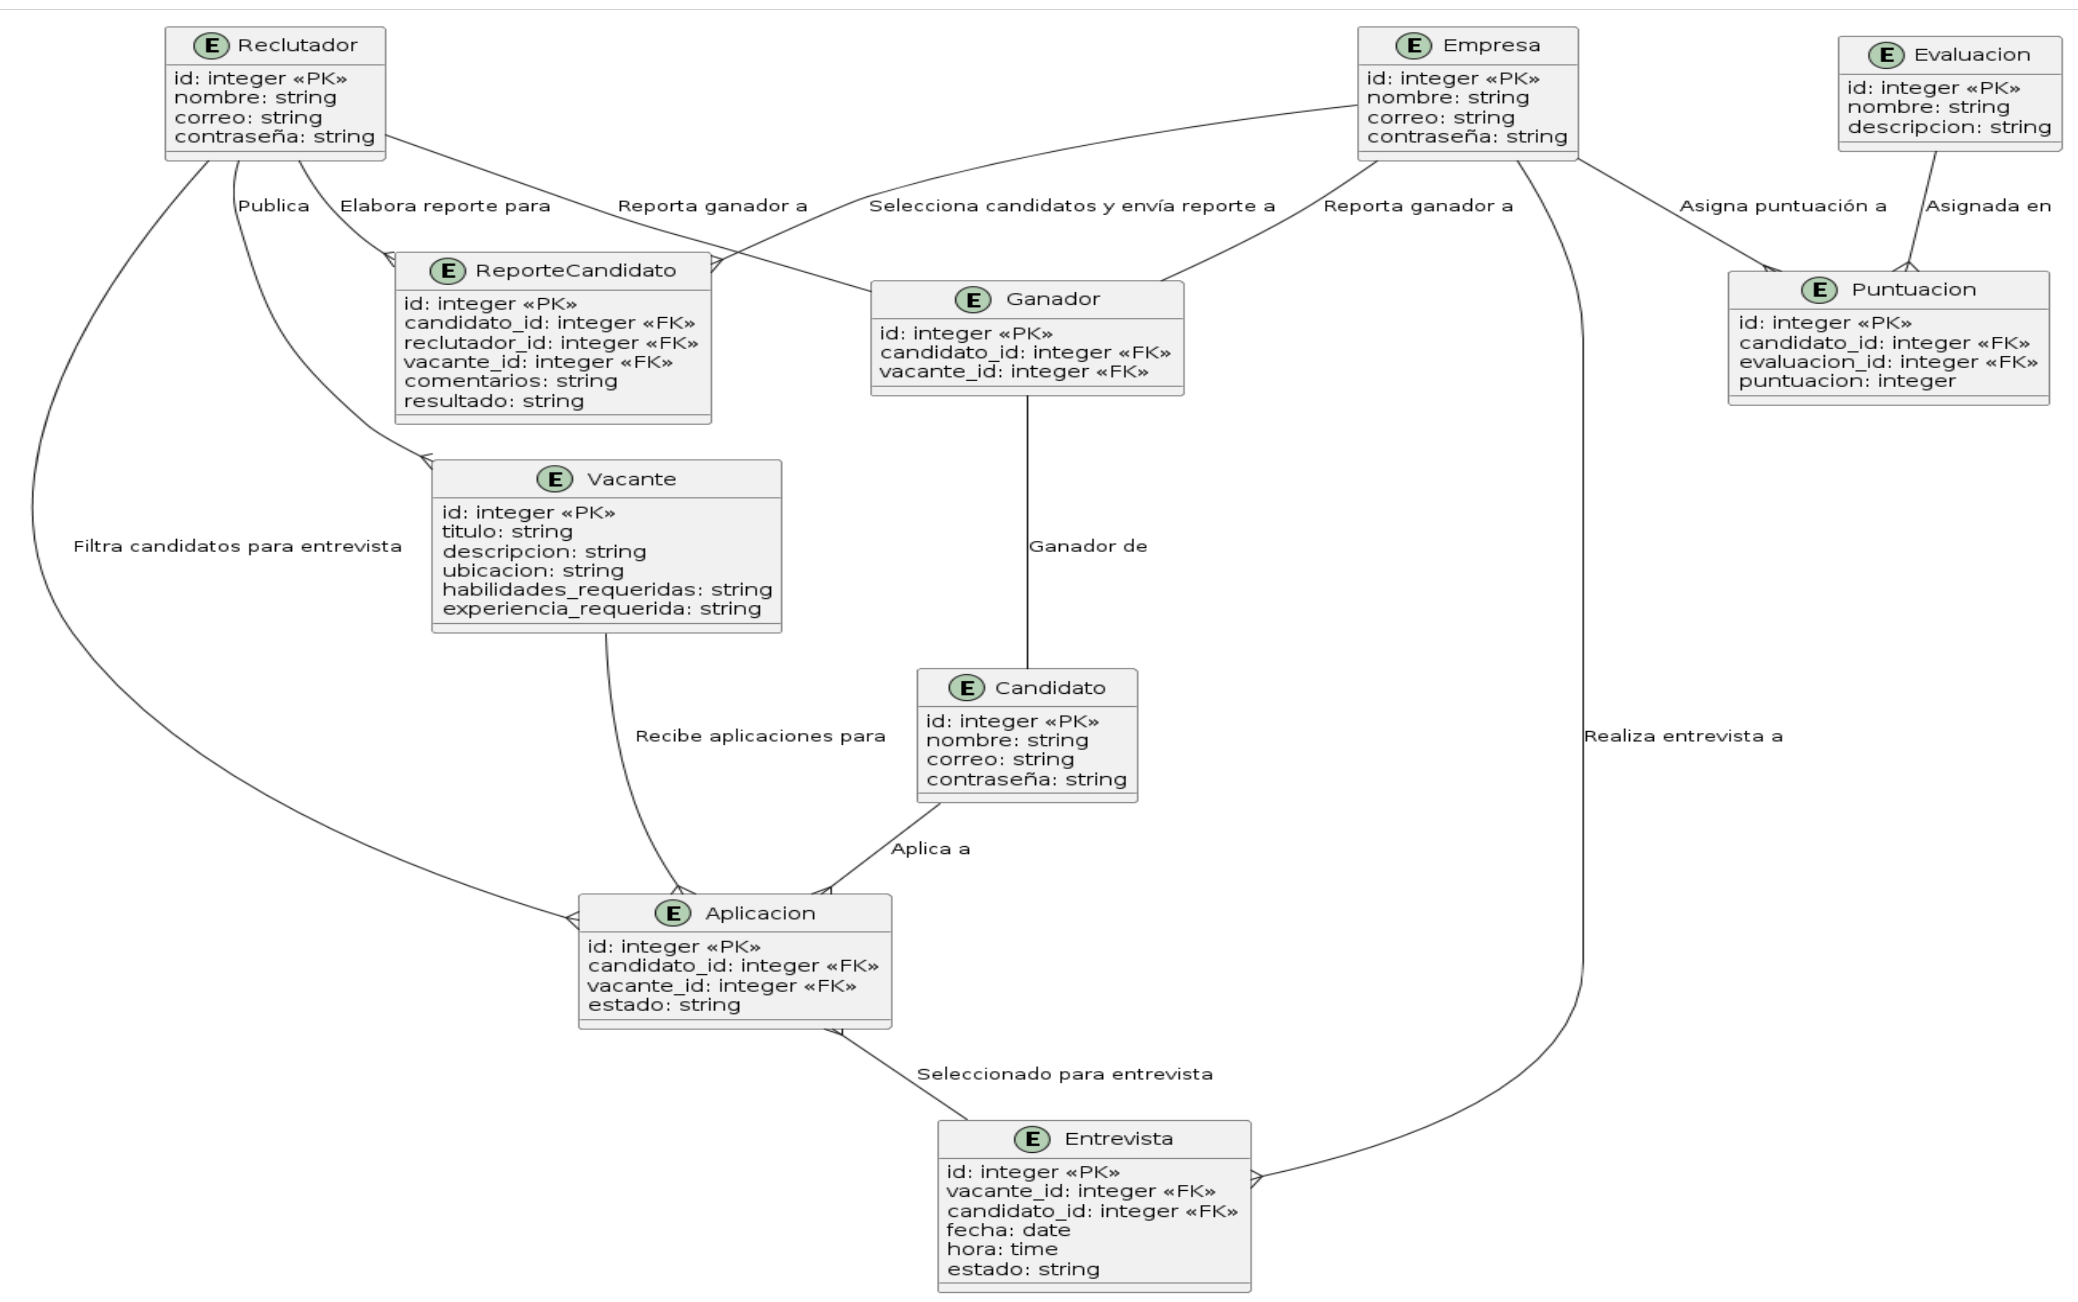 E Reclutador
id: integer «PK»
nombre: string
correo: string
contraseña: string
E Empresa
id: integer «PK»
nombre: string
correo: string
contraseña: string
E Evaluacion
id: integer «PK»
nombre: string
descripcion: string
Publica
Elabora reporte para
Reporta ganador a
Selecciona candidatos y envía reporte a
Reporta ganador a
Asigna puntuación a
Asignada en
E ReporteCandidato
id: integer «PK»
candidato_id: integer «FK»
reclutador_id: integer «FK»
vacante_id: integer «FK»
comentarios: string
resultado: string
E Ganador
id: integer «PK»
candidato_id: integer «FK»
vacante_id: integer «FK»
E Puntuacion
id: integer «PK»
candidato_id: integer «FK»
evaluacion_id: integer «FK»
puntuacion: integer
E Vacante
id: integer «PK»
titulo: string
descripcion: string
ubicacion: string
habilidades_requeridas: string
experiencia_requerida: string
Filtra candidatos para entrevista
Ganador de
E Candidato
id: integer «PK»
nombre: string
correo: string
contraseña: string
Recibe aplicaciones para
Realiza entrevista a
Aplica a
E Aplicacion
id: integer «PK»
candidato_id: integer «FK»
vacante_id: integer «FK»
estado: string
Seleccionado para entrevista
E Entrevista
id: integer «PK»
vacante_id: integer «FK»
candidato_id: integer «FK»
fecha: date
hora: time
estado: string